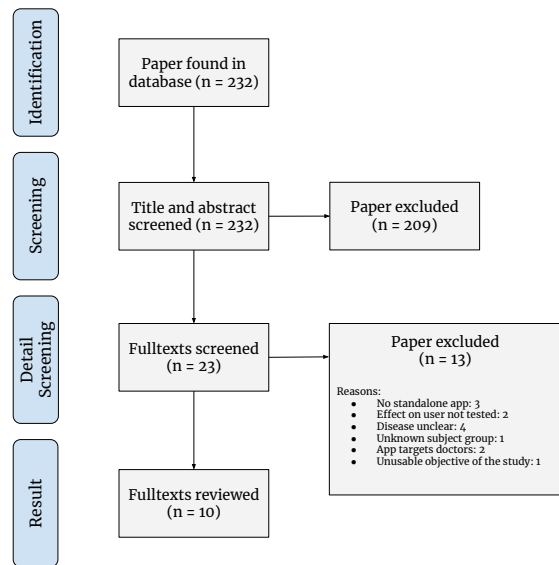 Identification
Paper found in
database (n = 232)
Screening
Title and abstract
screened (n = 232)
Paper excluded
(n = 209)
Detail
Screening
Fulltexts screened
(n = 23)
Paper excluded
(n = 13)
Reasons:
● No standalone app: 3
● Effect on user not tested: 2
● Disease unclear: 4
● Unknown subject group: 1
● App targets doctors: 2
● Unusable objective of the study: 1
Result
Fulltexts reviewed
(n = 10)